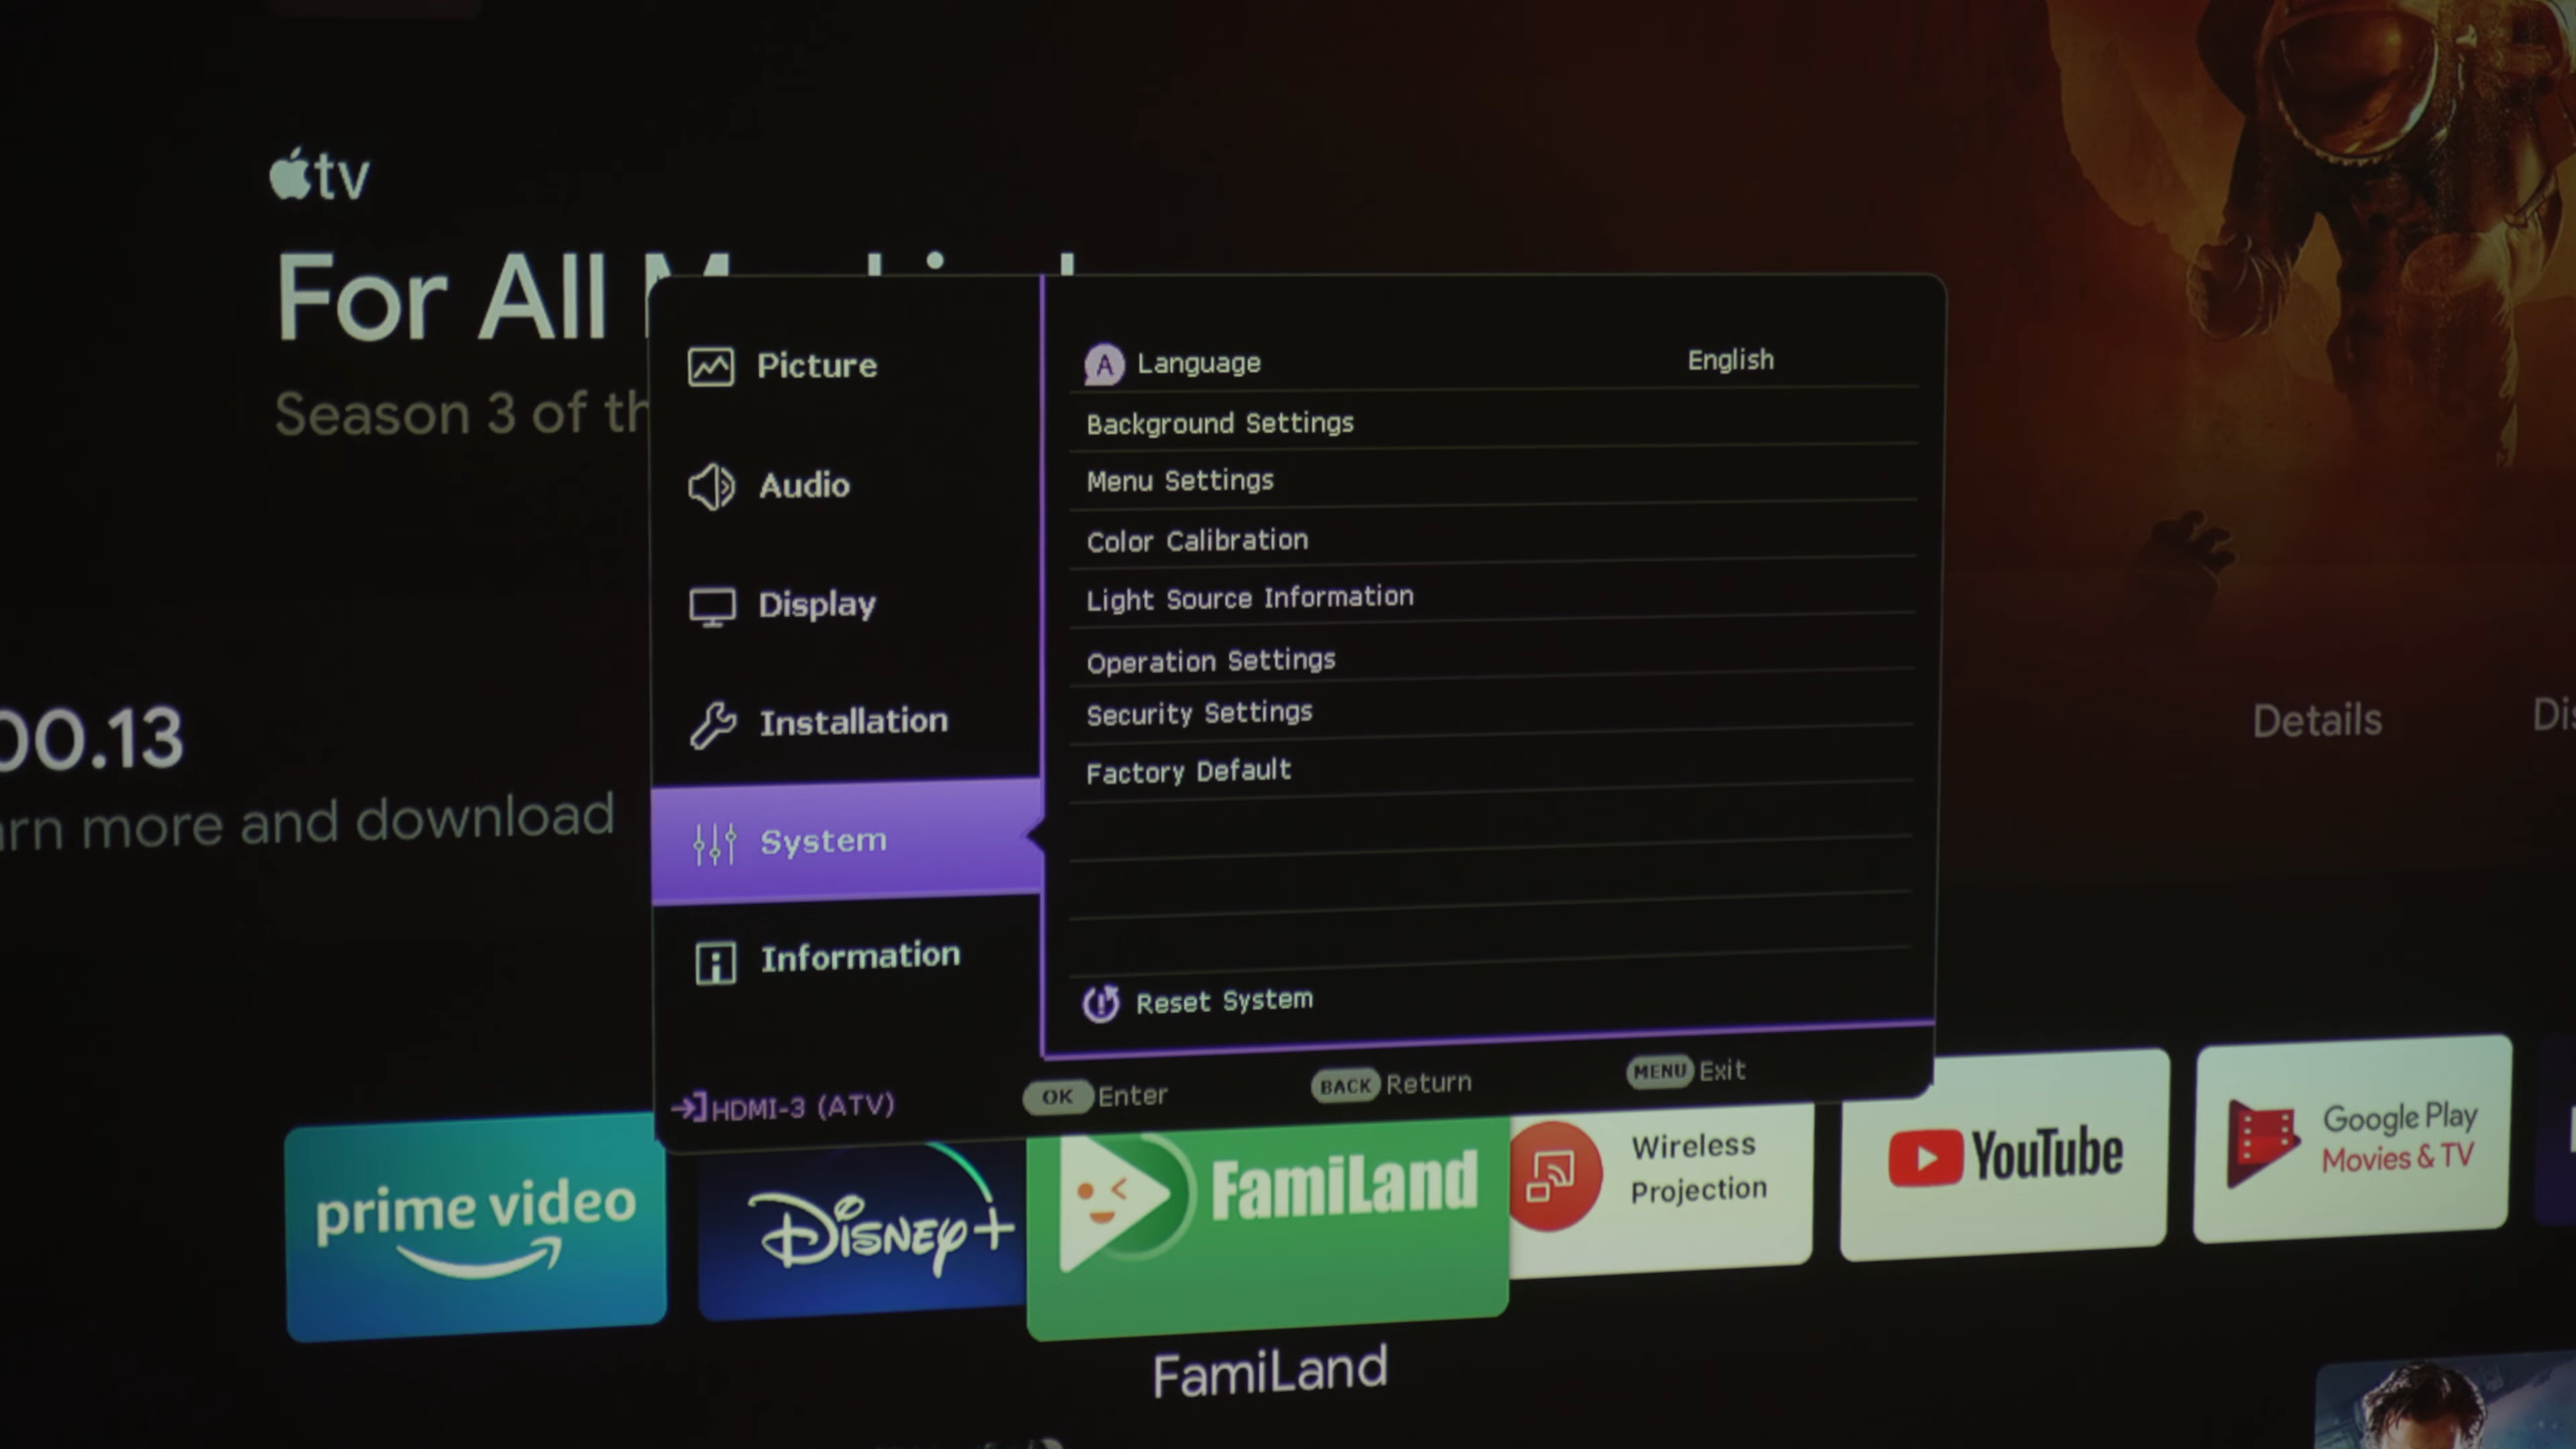 tv
For All
Season 3 of th
00.13
rn more and download
Details
Picture
Audio
Display
Installation
System
Information
A Language English
Background Settings
Menu Settings
Color Calibration
Light Source Information
Operation Settings
Security Settings
Factory Default
Reset System
HDMI-3 (ATV)
OK Enter
BACK Return
MENU Exit
prime video
Disney+
FamiLand
Wireless
Projection
YouTube
Google Play
Movies & TV
FamiLand